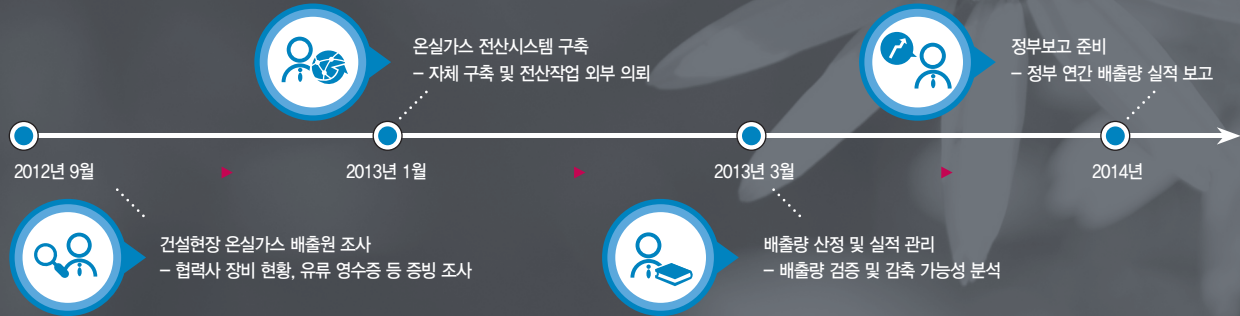 온실가스 전산시스템 구축
– 자체 구축 및 전산작업 외부 의뢰
정부보고 준비
– 정부 연간 배출량 실적 보고
2012년 9월
2013년 1월
2013년 3월
2014년
건설현장 온실가스 배출원 조사
– 협력사 장비 현황, 유류 영수증 등 증빙 조사
배출량 산정 및 실적 관리
– 배출량 검증 및 감축 가능성 분석